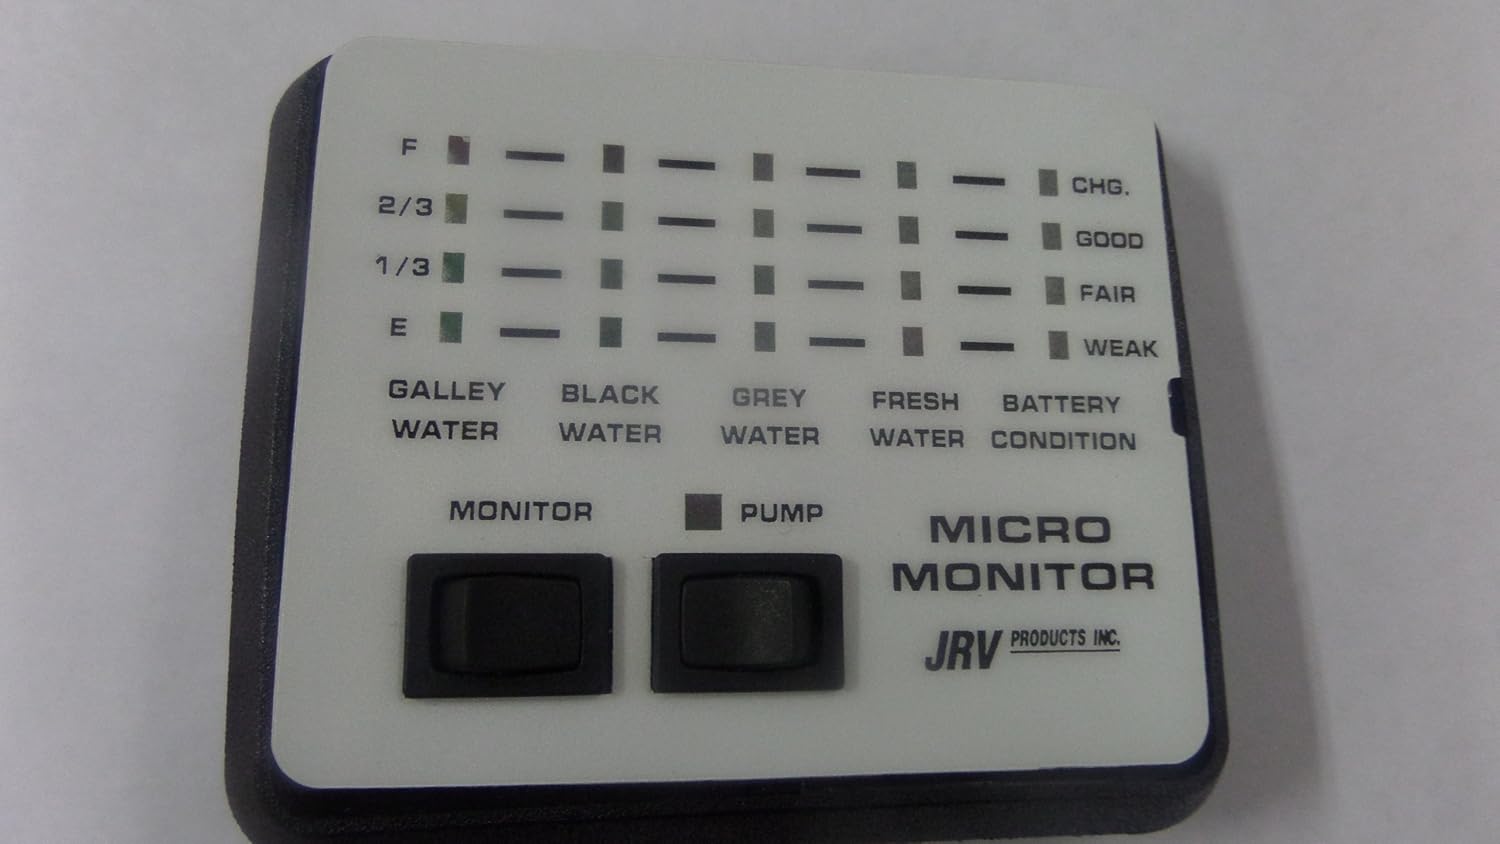 F CHG.
2/3 GOOD
1/3 FAIR
E WEAK
GALLEY WATER
BLACK WATER
GREY WATER
FRESH WATER
BATTERY CONDITION
MONITOR
PUMP
MICRO
MONITOR
JRV PRODUCTS INC.